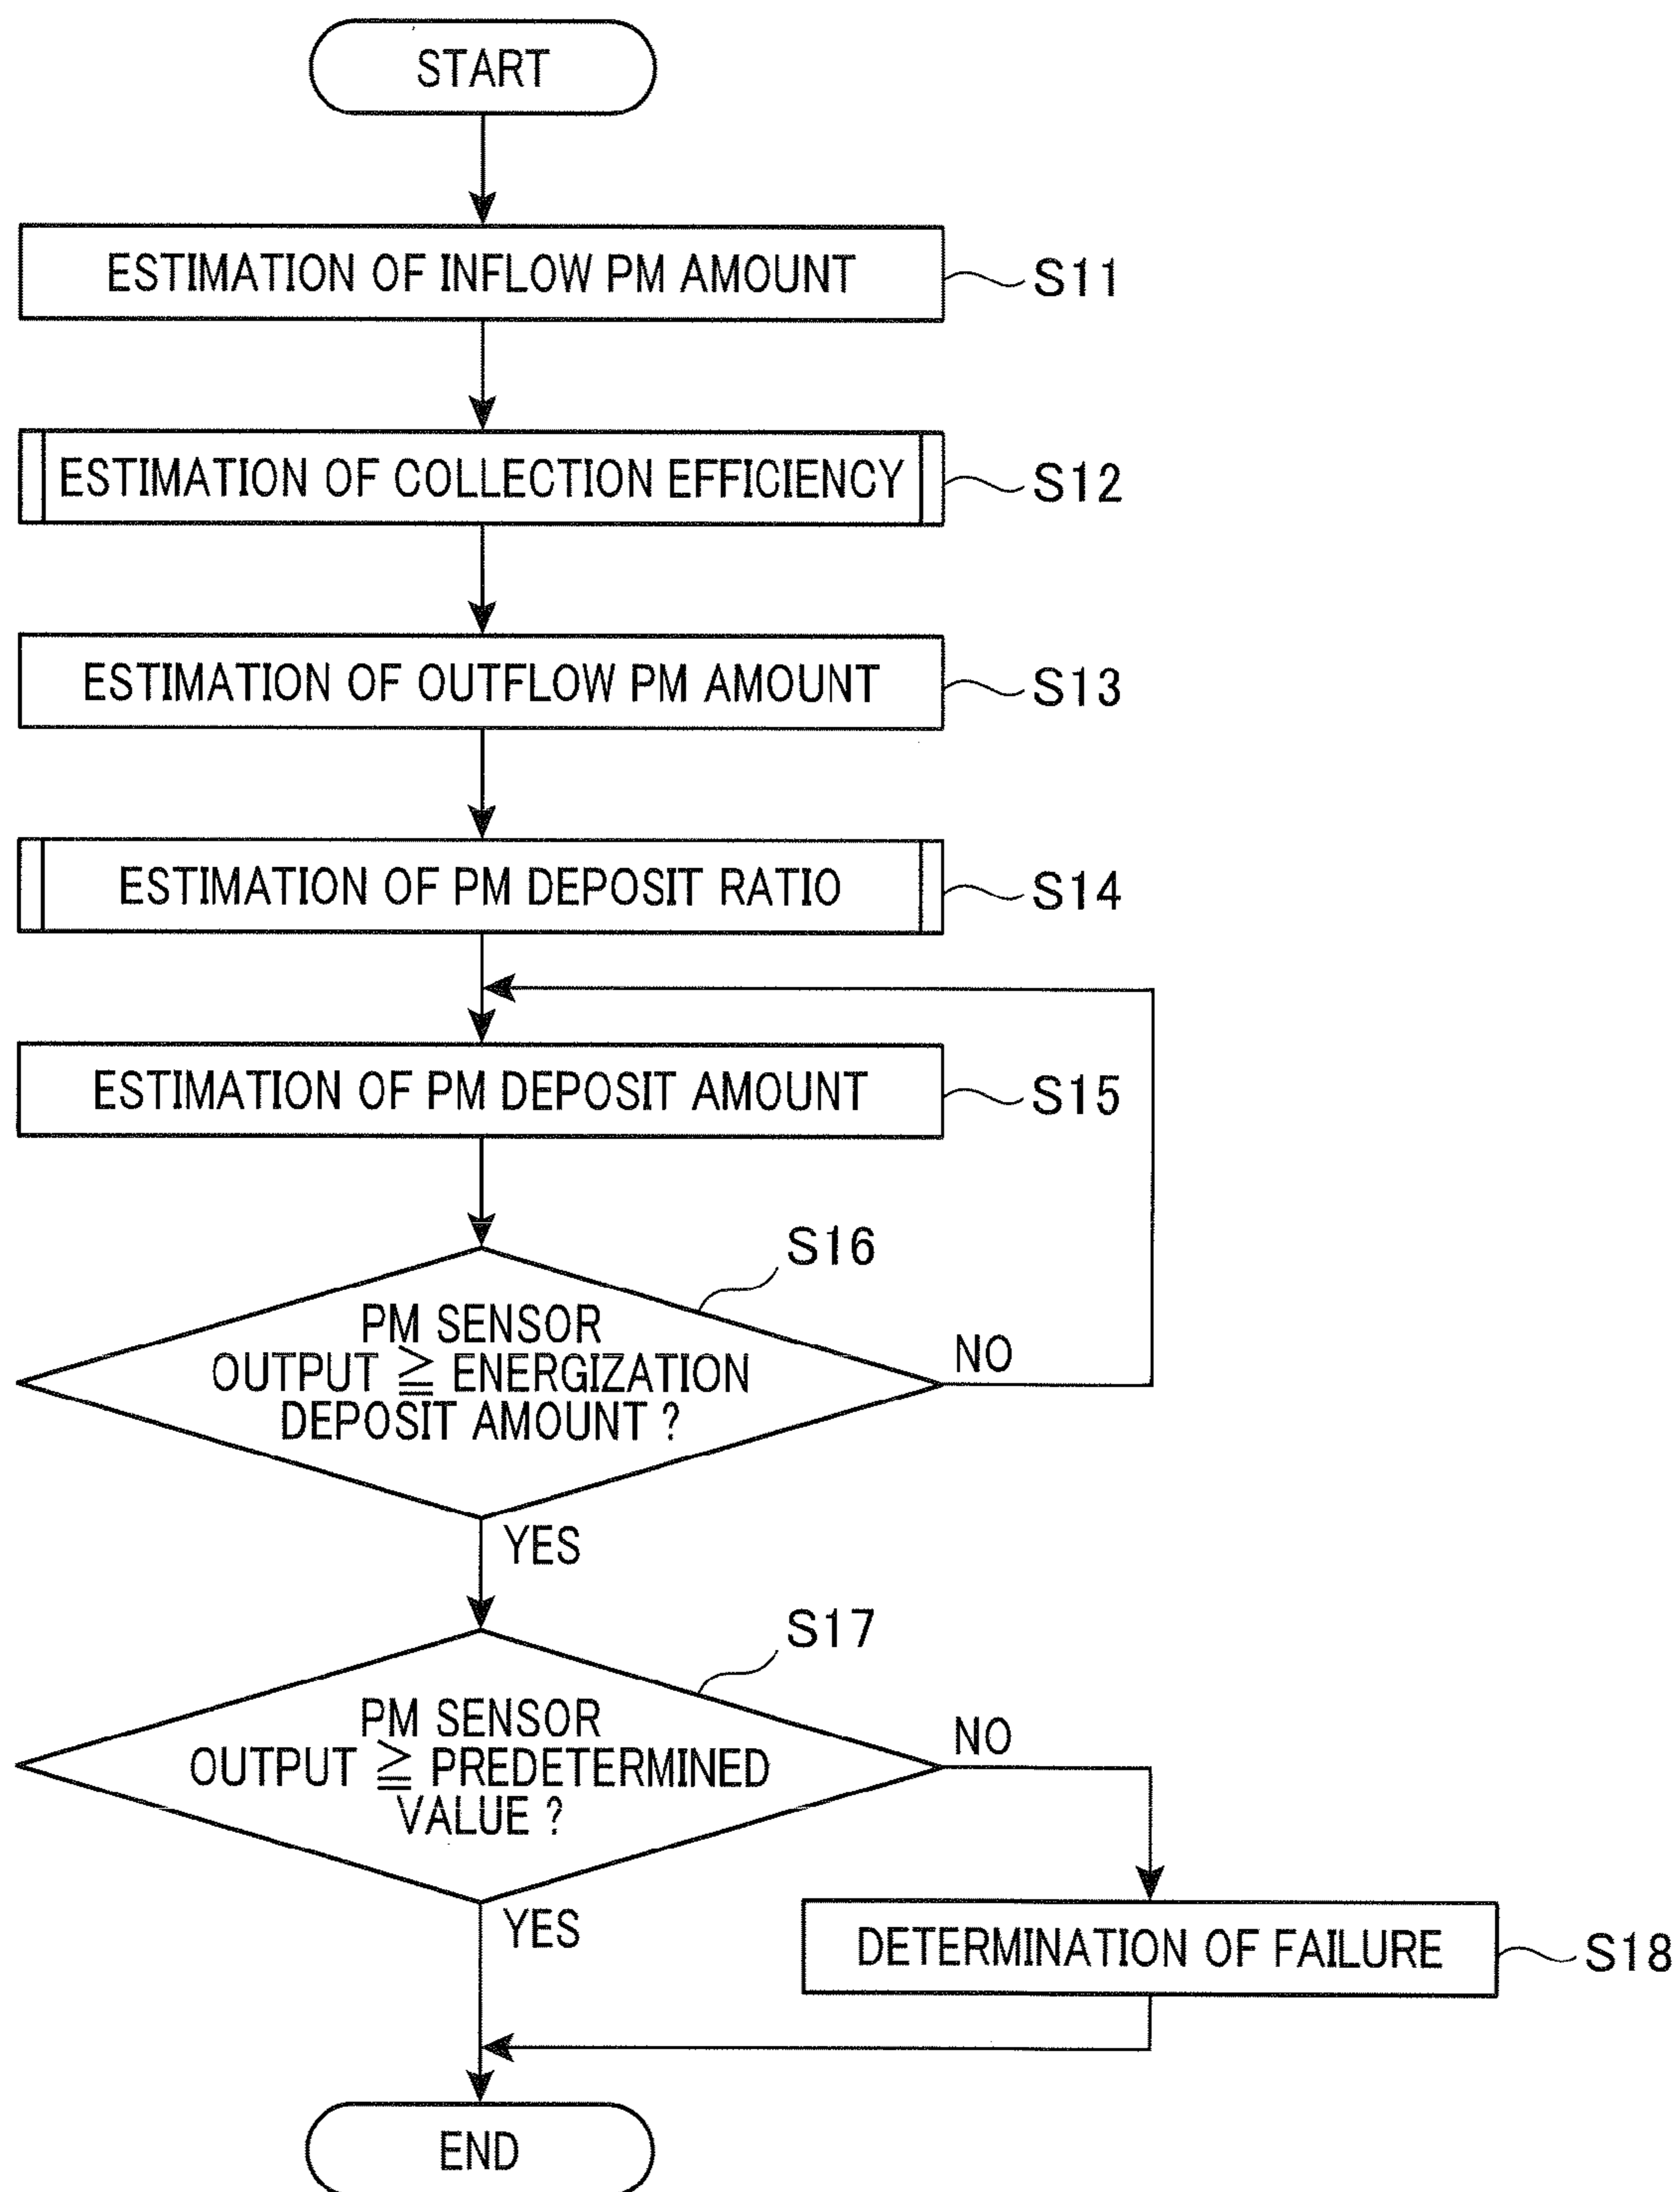 START
ESTIMATION OF INFLOW PM AMOUNT
S11
ESTIMATION OF COLLECTION EFFICIENCY
S12
ESTIMATION OF OUTFLOW PM AMOUNT
S13
ESTIMATION OF PM DEPOSIT RATIO
S14
ESTIMATION OF PM DEPOSIT AMOUNT
S15
S16
PM SENSOR
OUTPUT ≧ ENERGIZATION
DEPOSIT AMOUNT ?
NO
YES
S17
PM SENSOR
OUTPUT ≧ PREDETERMINED
VALUE ?
NO
YES
DETERMINATION OF FAILURE
S18
END